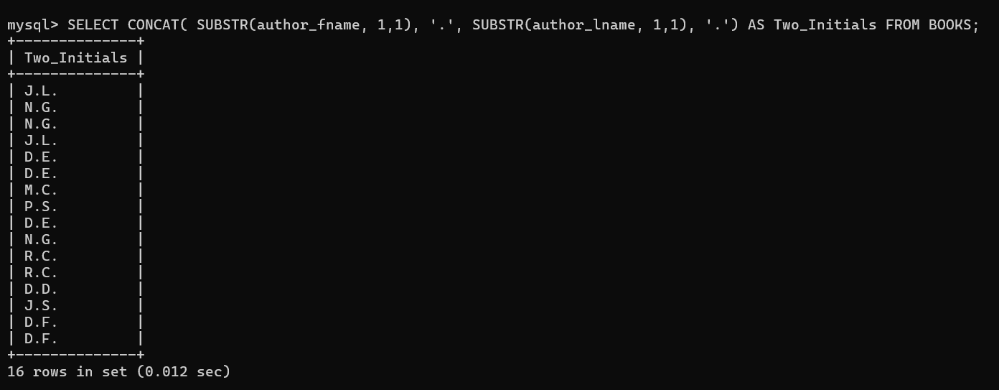 mysql> SELECT CONCAT( SUBSTR(author_fname, 1,1), '.', SUBSTR(author_lname, 1,1), '.') AS Two_Initials FROM BOOKS;
+--------------+
| Two_Initials |
+--------------+
| J.L.         |
| N.G.         |
| N.G.         |
| J.L.         |
| D.E.         |
| D.E.         |
| M.C.         |
| P.S.         |
| D.E.         |
| N.G.         |
| R.C.         |
| R.C.         |
| D.D.         |
| J.S.         |
| D.F.         |
| D.F.         |
+--------------+
16 rows in set (0.012 sec)